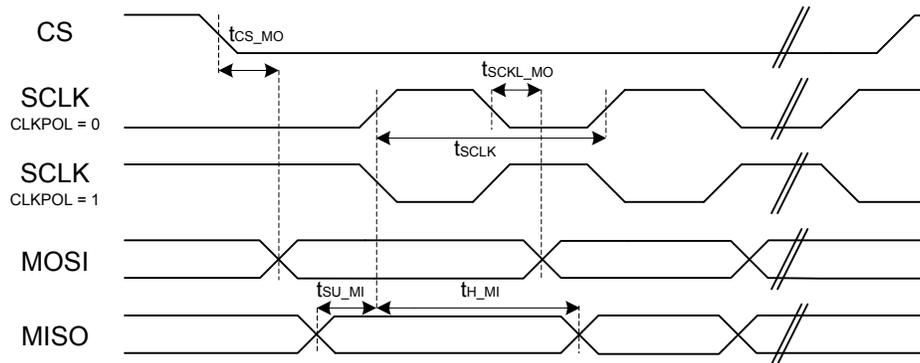 CS
tCS_MO
SCLK
CLKPOL = 0
tSCKL_MO
tSCLK
SCLK
CLKPOL = 1
MOSI
tSU_MI
tH_MI
MISO